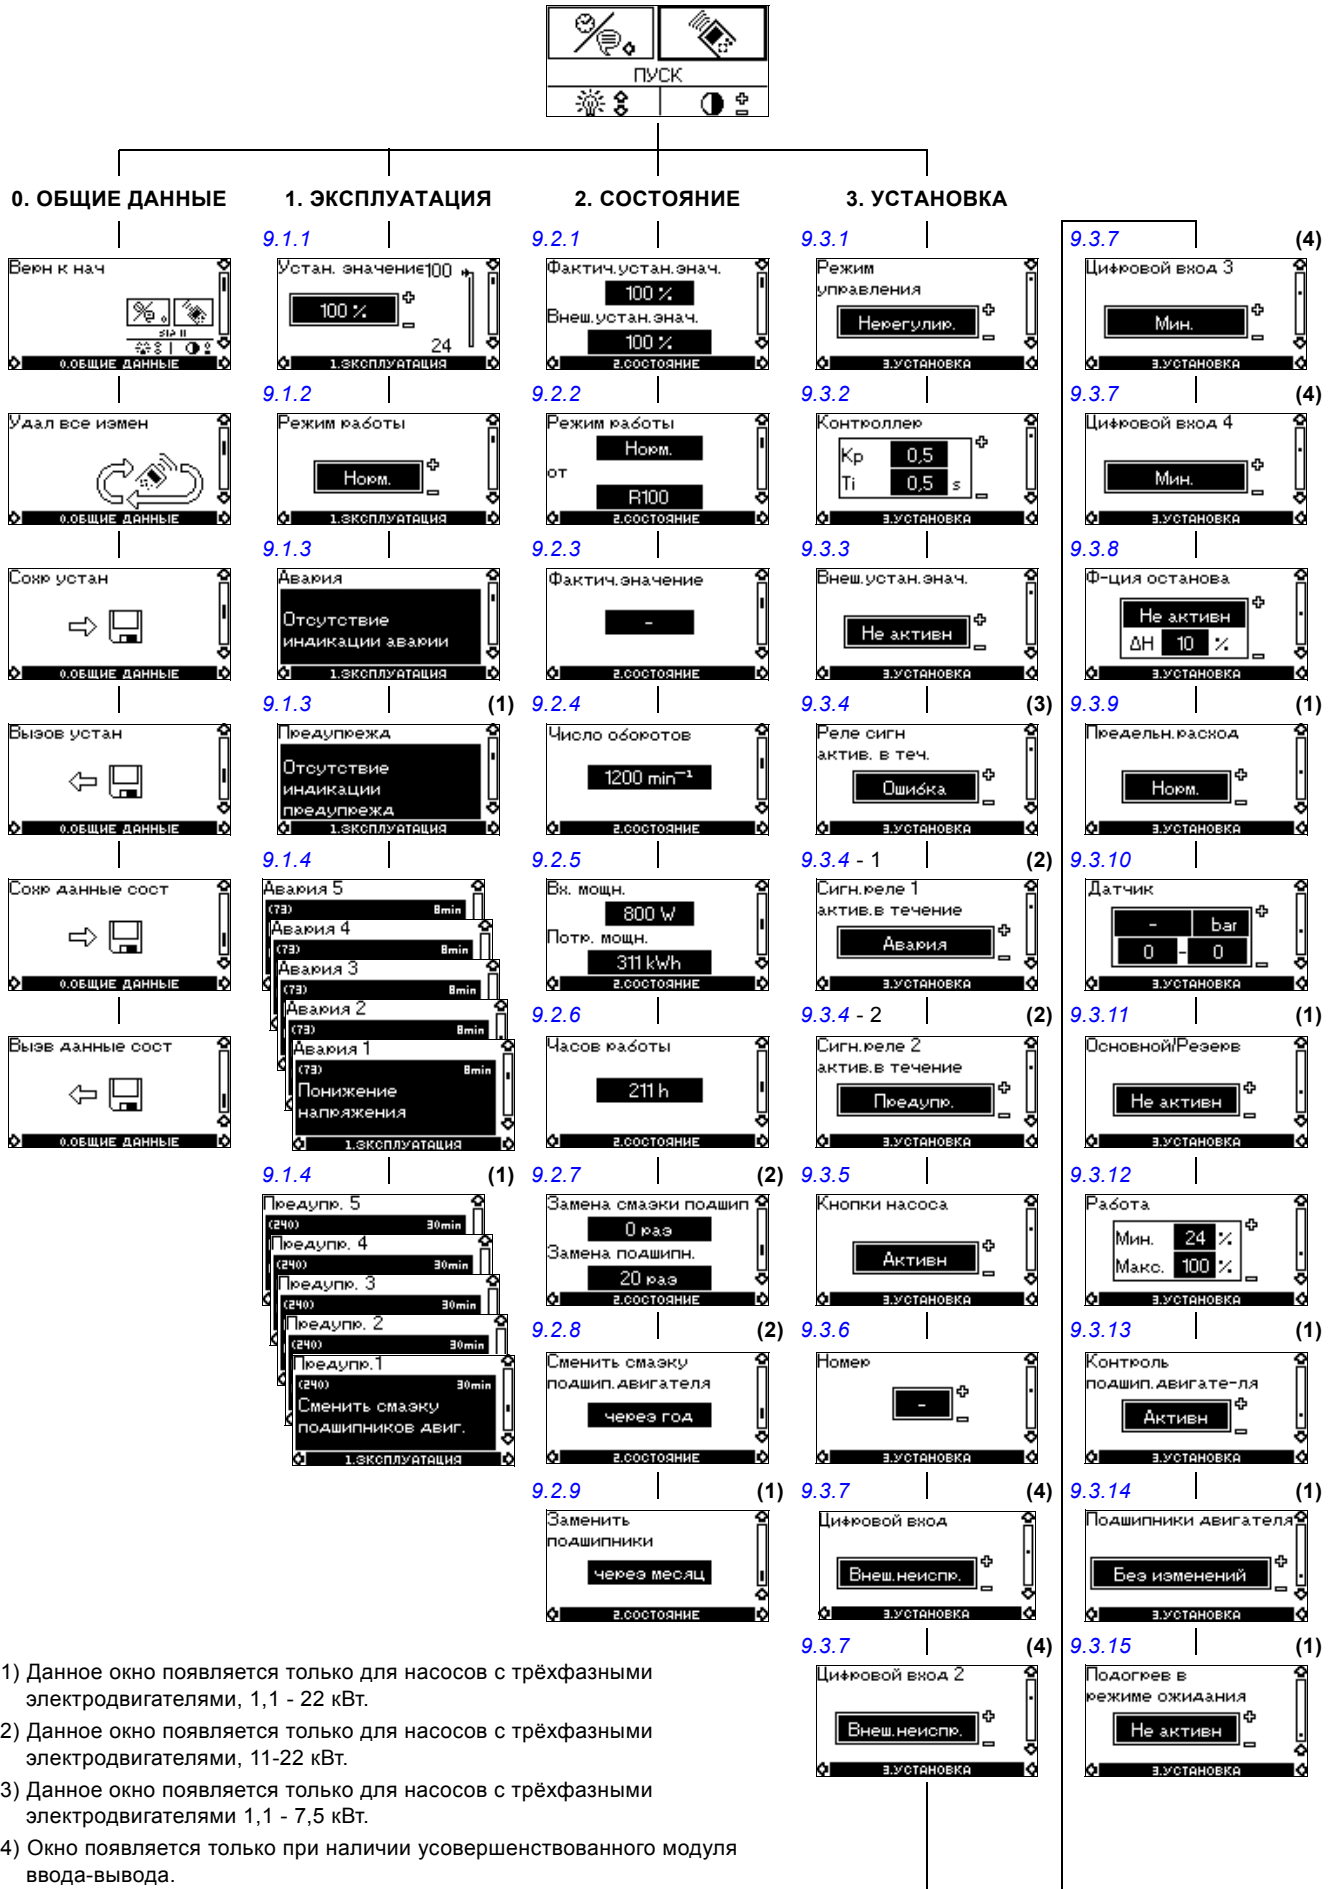 ПУСК
0. ОБЩИЕ ДАННЫЕ
1. ЭКСПЛУАТАЦИЯ
2. СОСТОЯНИЕ
3. УСТАНОВКА
Верн к нач
0.ОБЩИЕ ДАННЫЕ
Удал все измен
0.ОБЩИЕ ДАННЫЕ
Сохр устан
0.ОБЩИЕ ДАННЫЕ
Вызов устан
0.ОБЩИЕ ДАННЫЕ
Сохр данные сост
0.ОБЩИЕ ДАННЫЕ
Вызв данные сост
0.ОБЩИЕ ДАННЫЕ
9.1.1
Устан. значение 100
100 %
24
1.ЭКСПЛУАТАЦИЯ
9.1.2
Режим работы
Норм.
1.ЭКСПЛУАТАЦИЯ
9.1.3
Авария
Отсутствие
индикации аварии
1.ЭКСПЛУАТАЦИЯ
9.1.3 (1)
Предупрежд
Отсутствие
индикации
предупрежд
1.ЭКСПЛУАТАЦИЯ
9.1.4
Авария 5
(73) 8min
Авария 4
(73) 8min
Авария 3
(73) 8min
Авария 2
(73) 8min
Авария 1
(73) 8min
Понижение
напряжения
1.ЭКСПЛУАТАЦИЯ
9.1.4 (1)
Предупр. 5
(240) 30min
Предупр. 4
(240) 30min
Предупр. 3
(240) 30min
Предупр. 2
(240) 30min
Предупр.1
(240) 30min
Сменить смазку
подшипников двиг.
1.ЭКСПЛУАТАЦИЯ
9.2.1
Фактич.устан.знач.
100 %
Внеш.устан.знач.
100 %
2.СОСТОЯНИЕ
9.2.2
Режим работы
Норм.
от
R100
2.СОСТОЯНИЕ
9.2.3
Фактич.значение
-
2.СОСТОЯНИЕ
9.2.4
Число оборотов
1200 min⁻¹
2.СОСТОЯНИЕ
9.2.5
Вх. мощн.
800 W
Потр. мощн.
311 kWh
2.СОСТОЯНИЕ
9.2.6
Часов работы
211 h
2.СОСТОЯНИЕ
9.2.7 (2)
Замена смазки подшип
0 раз
Замена подшипн.
20 раз
2.СОСТОЯНИЕ
9.2.8 (2)
Сменить смазку
подшип.двигателя
через год
2.СОСТОЯНИЕ
9.2.9 (1)
Заменить
подшипники
через месяц
2.СОСТОЯНИЕ
9.3.1
Режим
управления
Нерегулир.
3.УСТАНОВКА
9.3.2
Контроллер
Kp 0,5
Ti 0,5 s
3.УСТАНОВКА
9.3.3
Внеш.устан.знач.
Не активн
3.УСТАНОВКА
9.3.4 (3)
Реле сигн
актив. в теч.
Ошибка
3.УСТАНОВКА
9.3.4 - 1 (2)
Сигн.реле 1
актив.в течение
Авария
3.УСТАНОВКА
9.3.4 - 2 (2)
Сигн.реле 2
актив.в течение
Предупр.
3.УСТАНОВКА
9.3.5
Кнопки насоса
Активн
3.УСТАНОВКА
9.3.6
Номер
-
3.УСТАНОВКА
9.3.7 (4)
Цифровой вход
Внеш.неиспр.
3.УСТАНОВКА
9.3.7 (4)
Цифровой вход 2
Внеш.неиспр.
3.УСТАНОВКА
9.3.7 (4)
Цифровой вход 3
Мин.
3.УСТАНОВКА
9.3.7 (4)
Цифровой вход 4
Мин.
3.УСТАНОВКА
9.3.8
Ф-ция останова
Не активн
ΔH 10 %
3.УСТАНОВКА
9.3.9 (1)
Предельн.расход
Норм.
3.УСТАНОВКА
9.3.10
Датчик
- bar
0 - 0
3.УСТАНОВКА
9.3.11 (1)
Основной/Резерв
Не активн
3.УСТАНОВКА
9.3.12
Работа
Мин. 24 %
Макс. 100 %
3.УСТАНОВКА
9.3.13 (1)
Контроль
подшип.двигате-ля
Активн
3.УСТАНОВКА
9.3.14 (1)
Подшипники двигателя
Без изменений
3.УСТАНОВКА
9.3.15 (1)
Подогрев в
режиме ожидания
Не активн
3.УСТАНОВКА
1) Данное окно появляется только для насосов с трёхфазными
электродвигателями, 1,1 - 22 кВт.
2) Данное окно появляется только для насосов с трёхфазными
электродвигателями, 11-22 кВт.
3) Данное окно появляется только для насосов с трёхфазными
электродвигателями 1,1 - 7,5 кВт.
4) Окно появляется только при наличии усовершенствованного модуля
ввода-вывода.